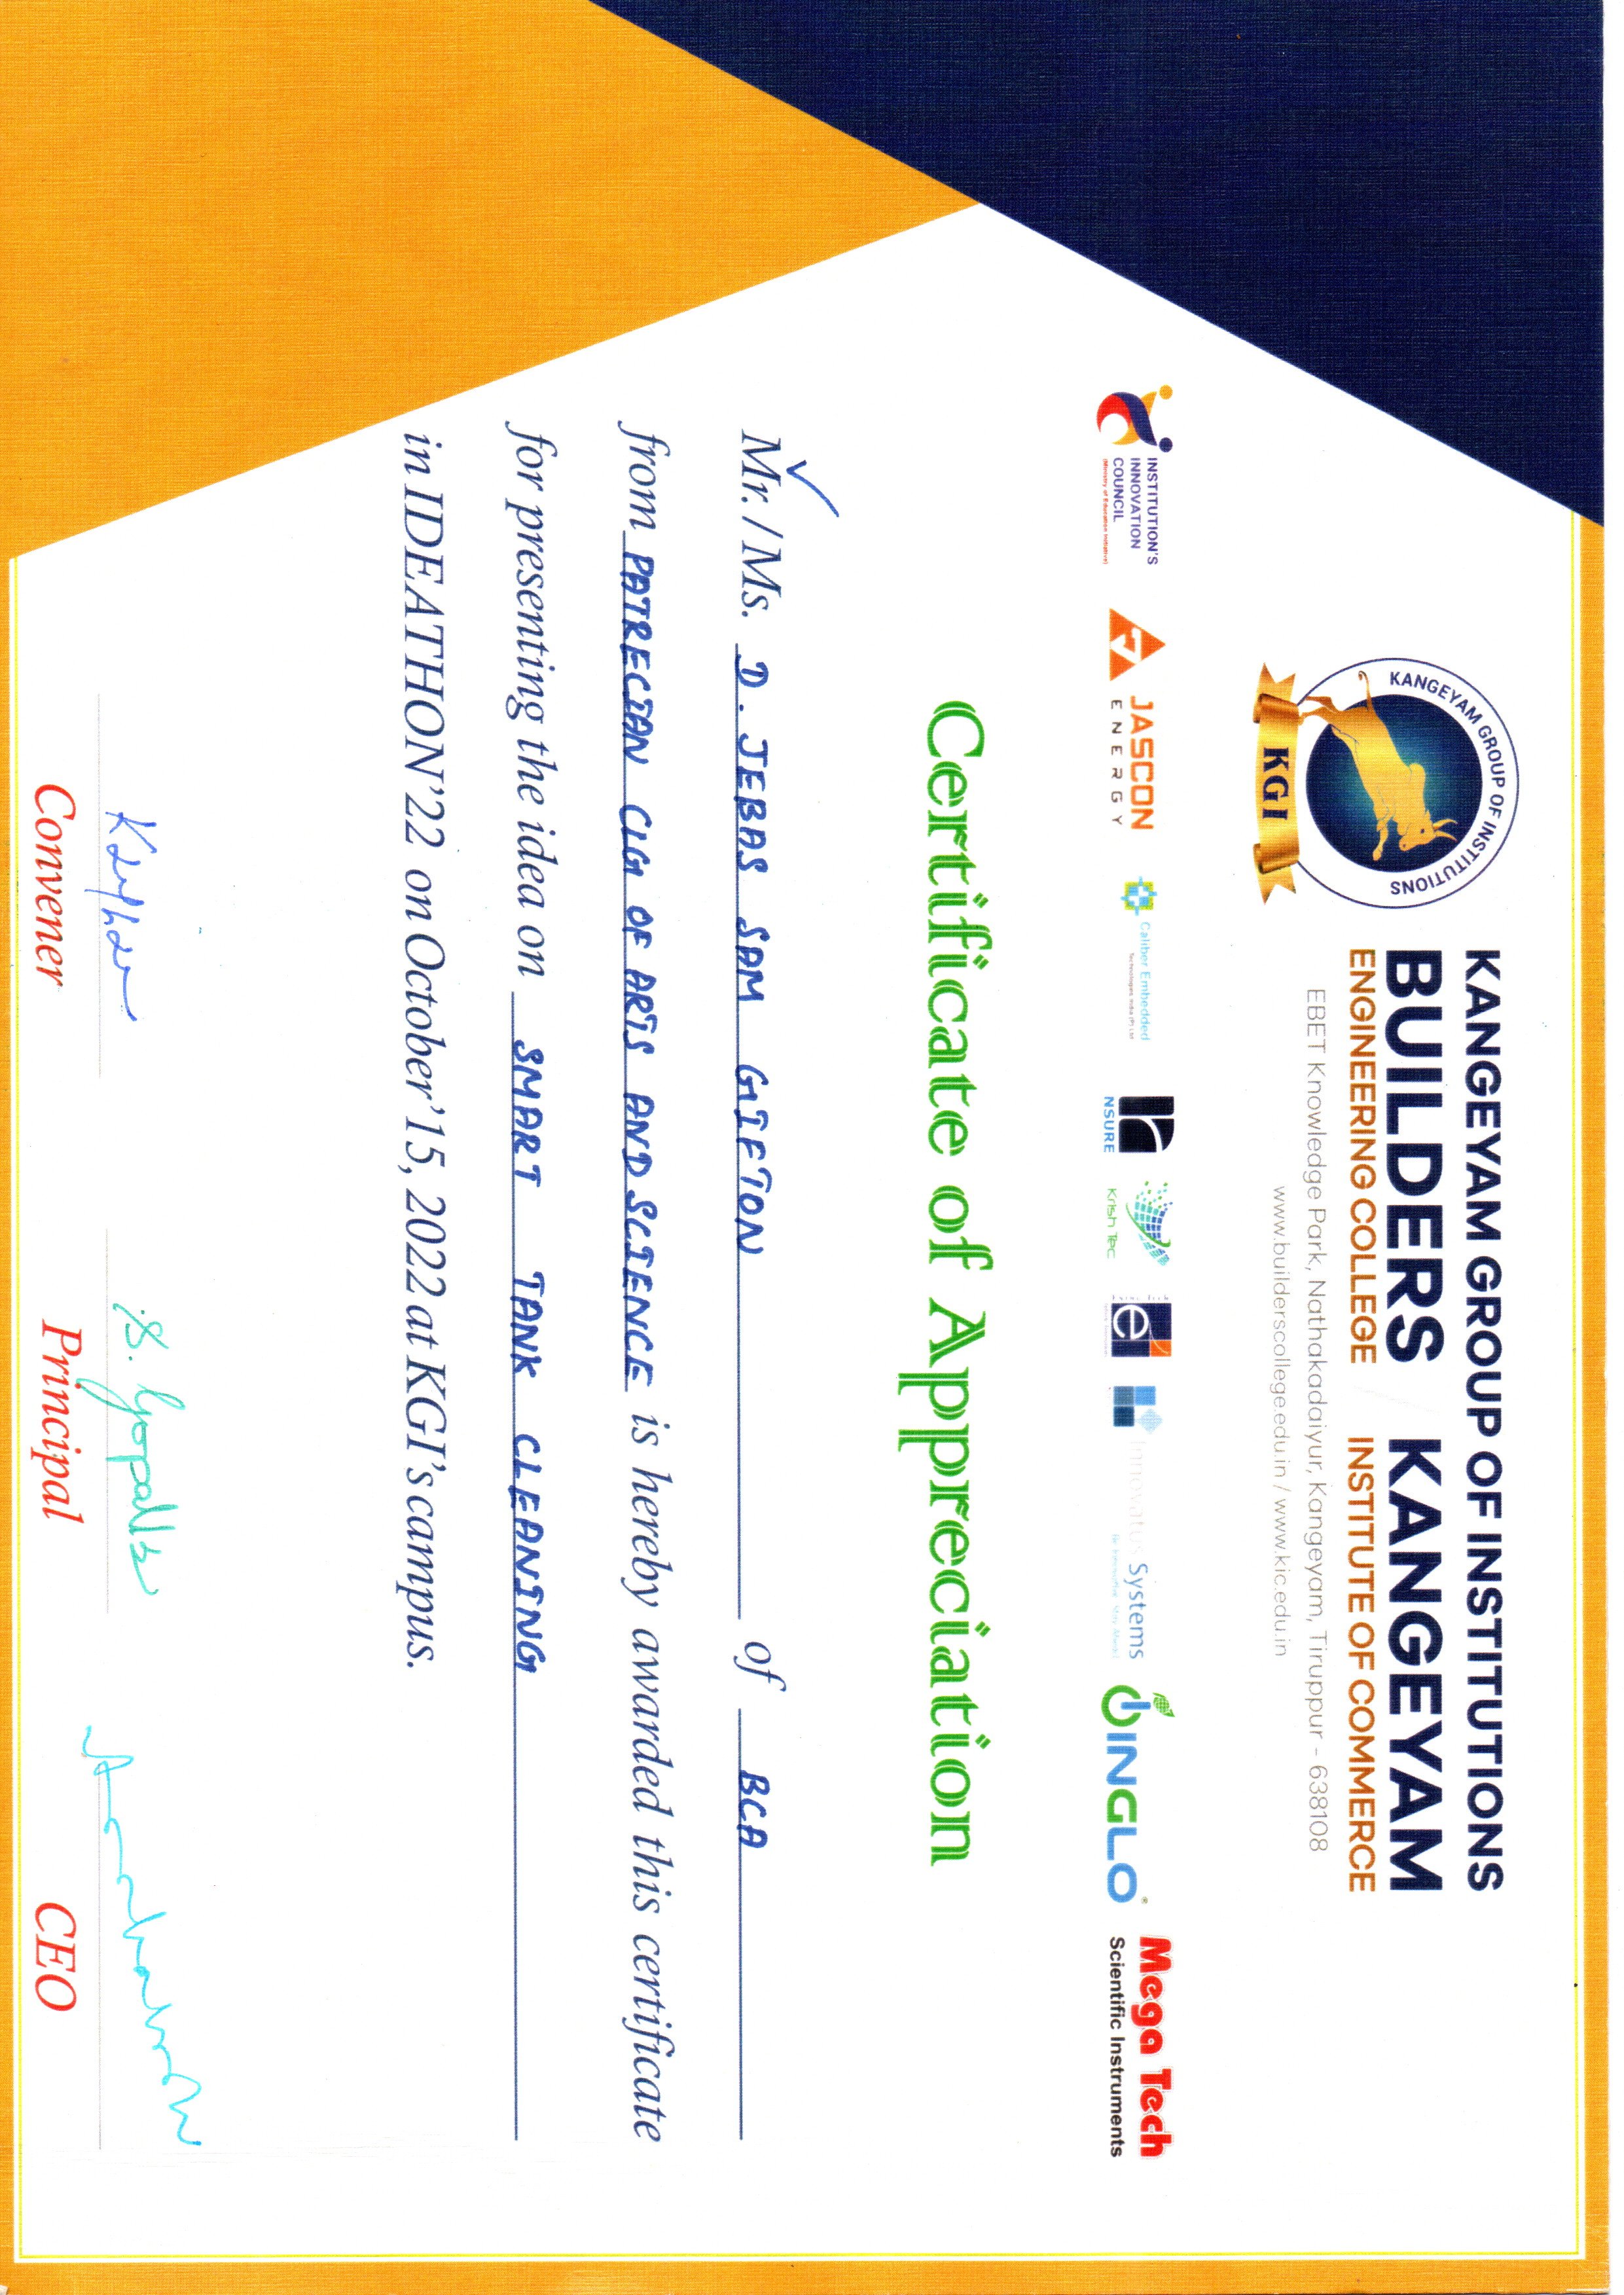 KANGEYAM GROUP OF INSTITUTIONS
KGI
KANGEYAM GROUP OF INSTITUTIONS
BUILDERS KANGEYAM
ENGINEERING COLLEGE INSTITUTE OF COMMERCE
EBET Knowledge Park, Nathakadaiyur, Kangeyam, Tiruppur - 638108
www.builderscollege.edu.in / www.kic.edu.in
INSTITUTION'S
INNOVATION
COUNCIL
(Ministry of Education Initiative)
JASCON
ENERGY
Caliber Embedded
Technologies India (P) Ltd
NSURE
Krish Tec
Innovatus Systems
INGLO
Mega Tech
Scientific Instruments
Certificate of Appreciation
Mr. / Ms. D. JEBAS SAM GIFTON of BCA
from PATRECIAN CLG OF ARTS AND SCIENCE is hereby awarded this certificate
for presenting the idea on SMART TANK CLEANING
in IDEATHON'22 on October'15, 2022 at KGI's campus.
Convener Principal CEO